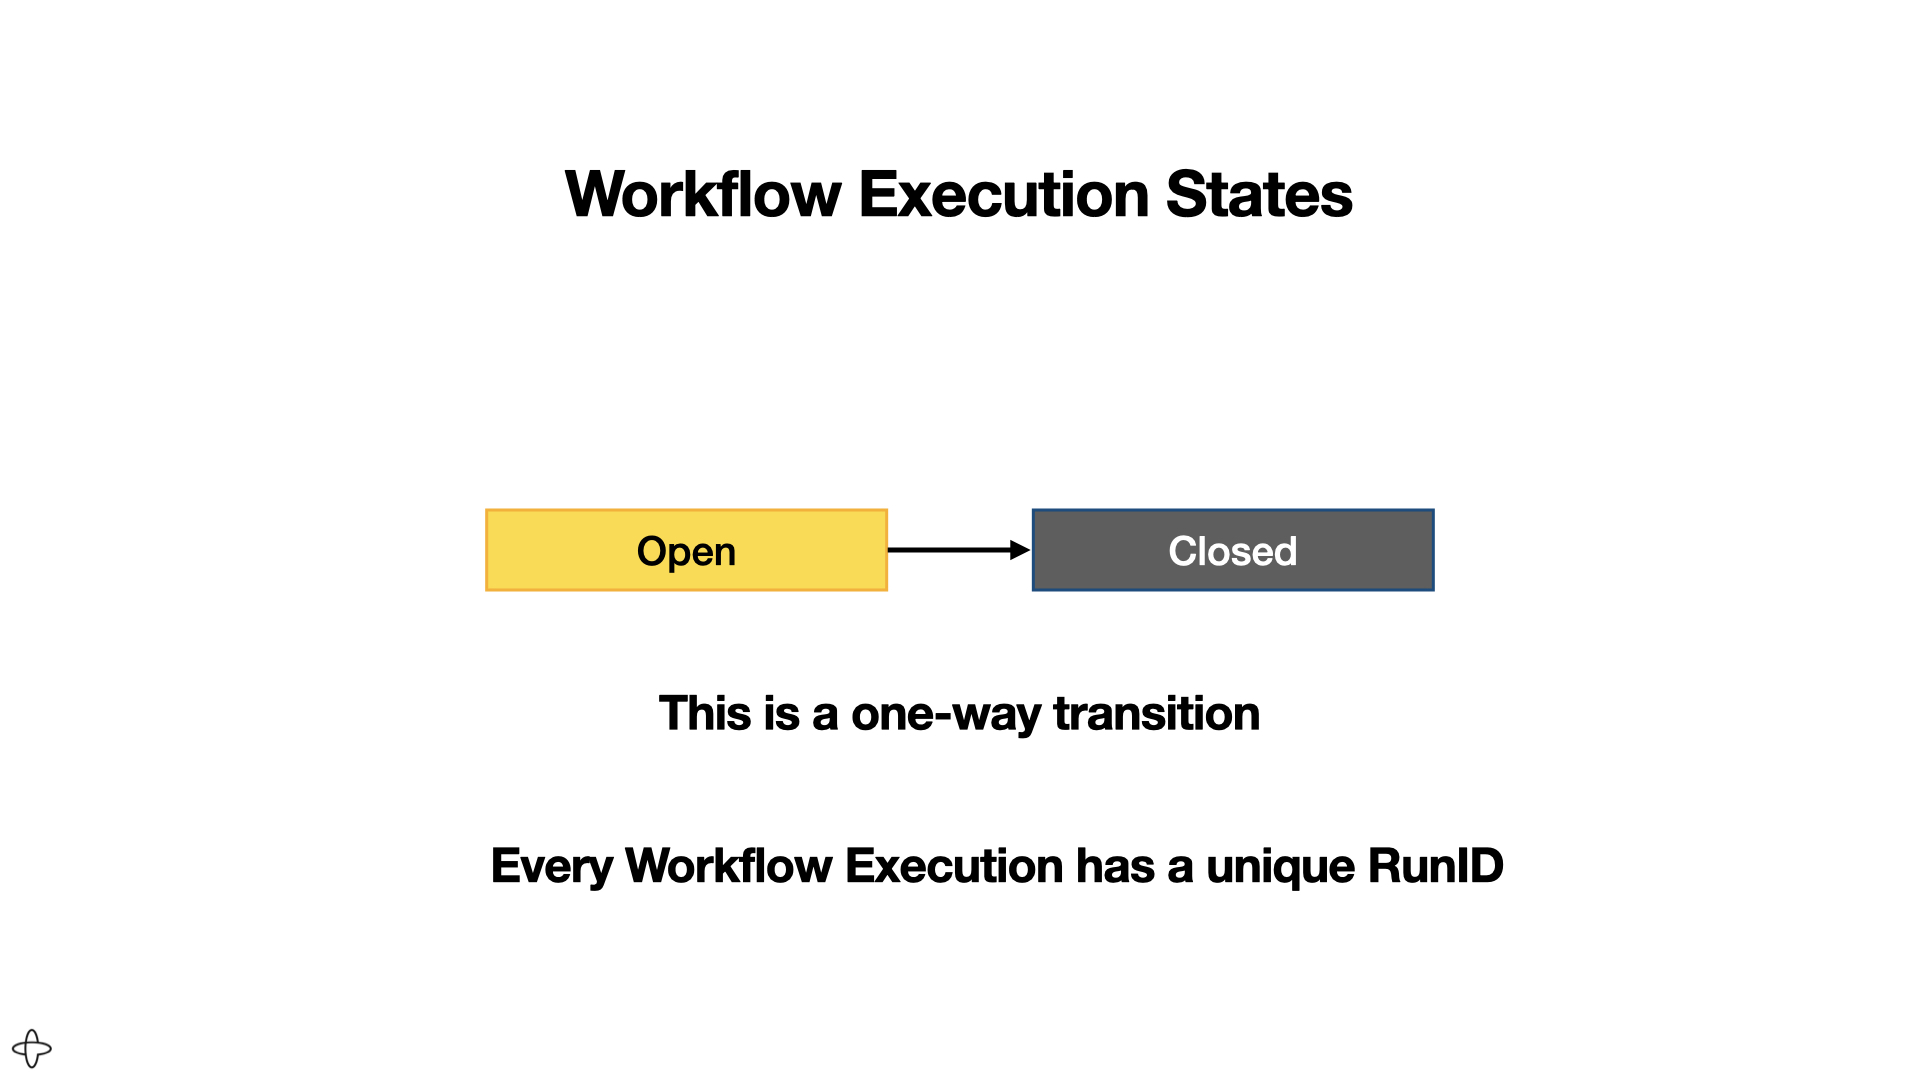 Workflow Execution States
Open
Closed
This is a one-way transition
Every Workflow Execution has a unique RunID